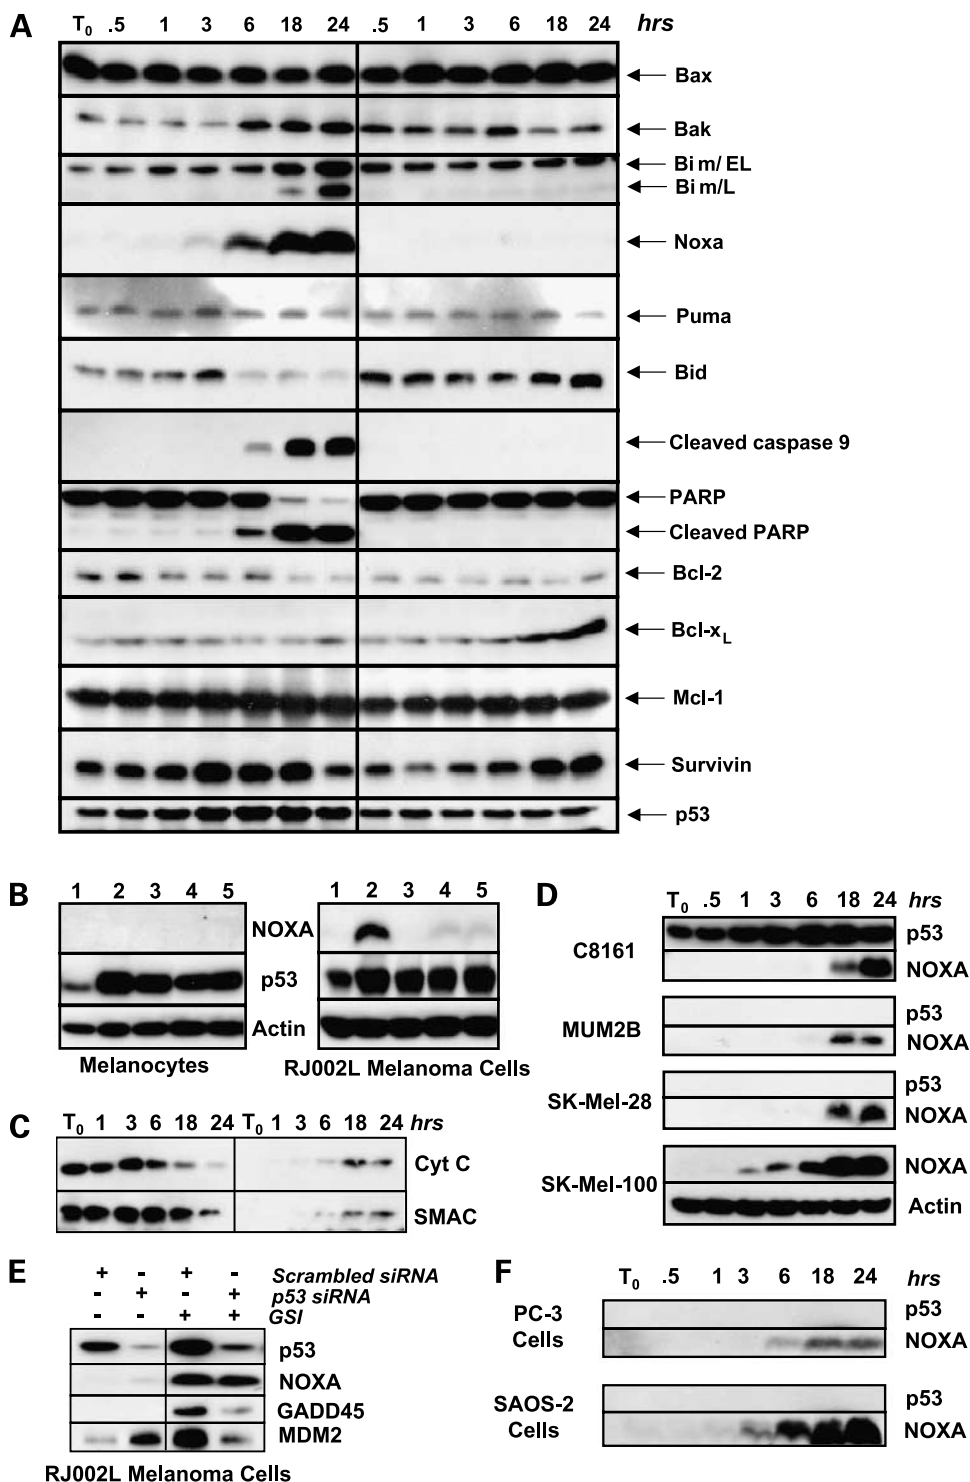 A T0 .5 1 3 6 18 24 .5 1 3 6 18 24 hrs
Bax
Bak
Bim/EL
Bim/L
Noxa
Puma
Bid
Cleaved caspase 9
PARP
Cleaved PARP
Bcl-2
Bcl-xL
Mcl-1
Survivin
p53
B 1 2 3 4 5 1 2 3 4 5
NOXA
p53
Actin
Melanocytes RJ002L Melanoma Cells
C T0 1 3 6 18 24 T0 1 3 6 18 24 hrs
Cyt C
SMAC
D T0 .5 1 3 6 18 24 hrs
C8161 p53
NOXA
MUM2B p53
NOXA
SK-Mel-28 p53
NOXA
SK-Mel-100 NOXA
Actin
E + - + - Scrambled siRNA
- + - + p53 siRNA
- - + + GSI
p53
NOXA
GADD45
MDM2
RJ002L Melanoma Cells
F T0 .5 1 3 6 18 24 hrs
PC-3 p53
Cells NOXA
SAOS-2 p53
Cells NOXA